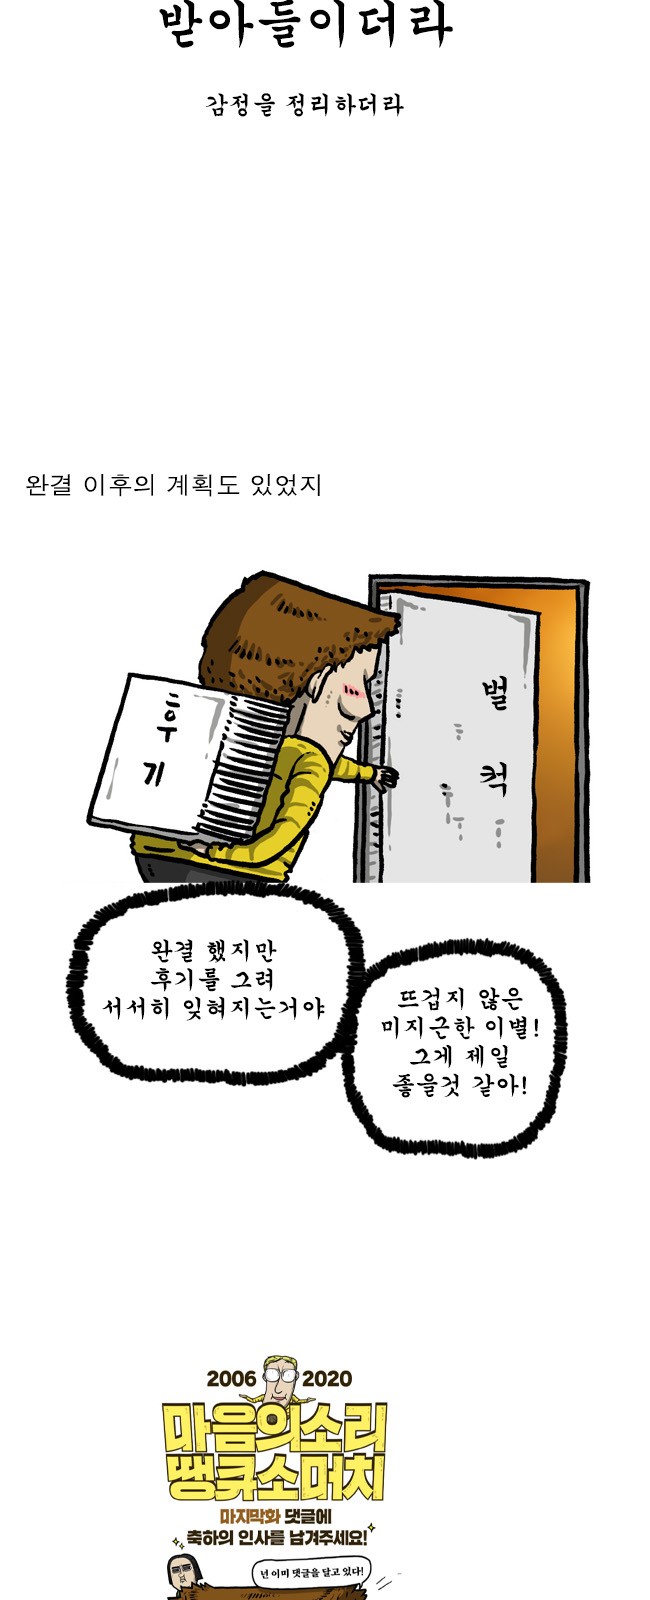 받아들이더라
감정을 정리하더라
완결 이후의 계획도 있었지
후기
벌컥
완결 했지만
후기를 그려
서서히 잊혀지는거야
뜨겁지 않은
미지근한 이별!
그게 제일
좋을것 같아!
2006 2020
마음의소리
땡큐소머치
마지막화 댓글에
축하의 인사를 남겨주세요!
넌 이미 댓글을 달고 있다!